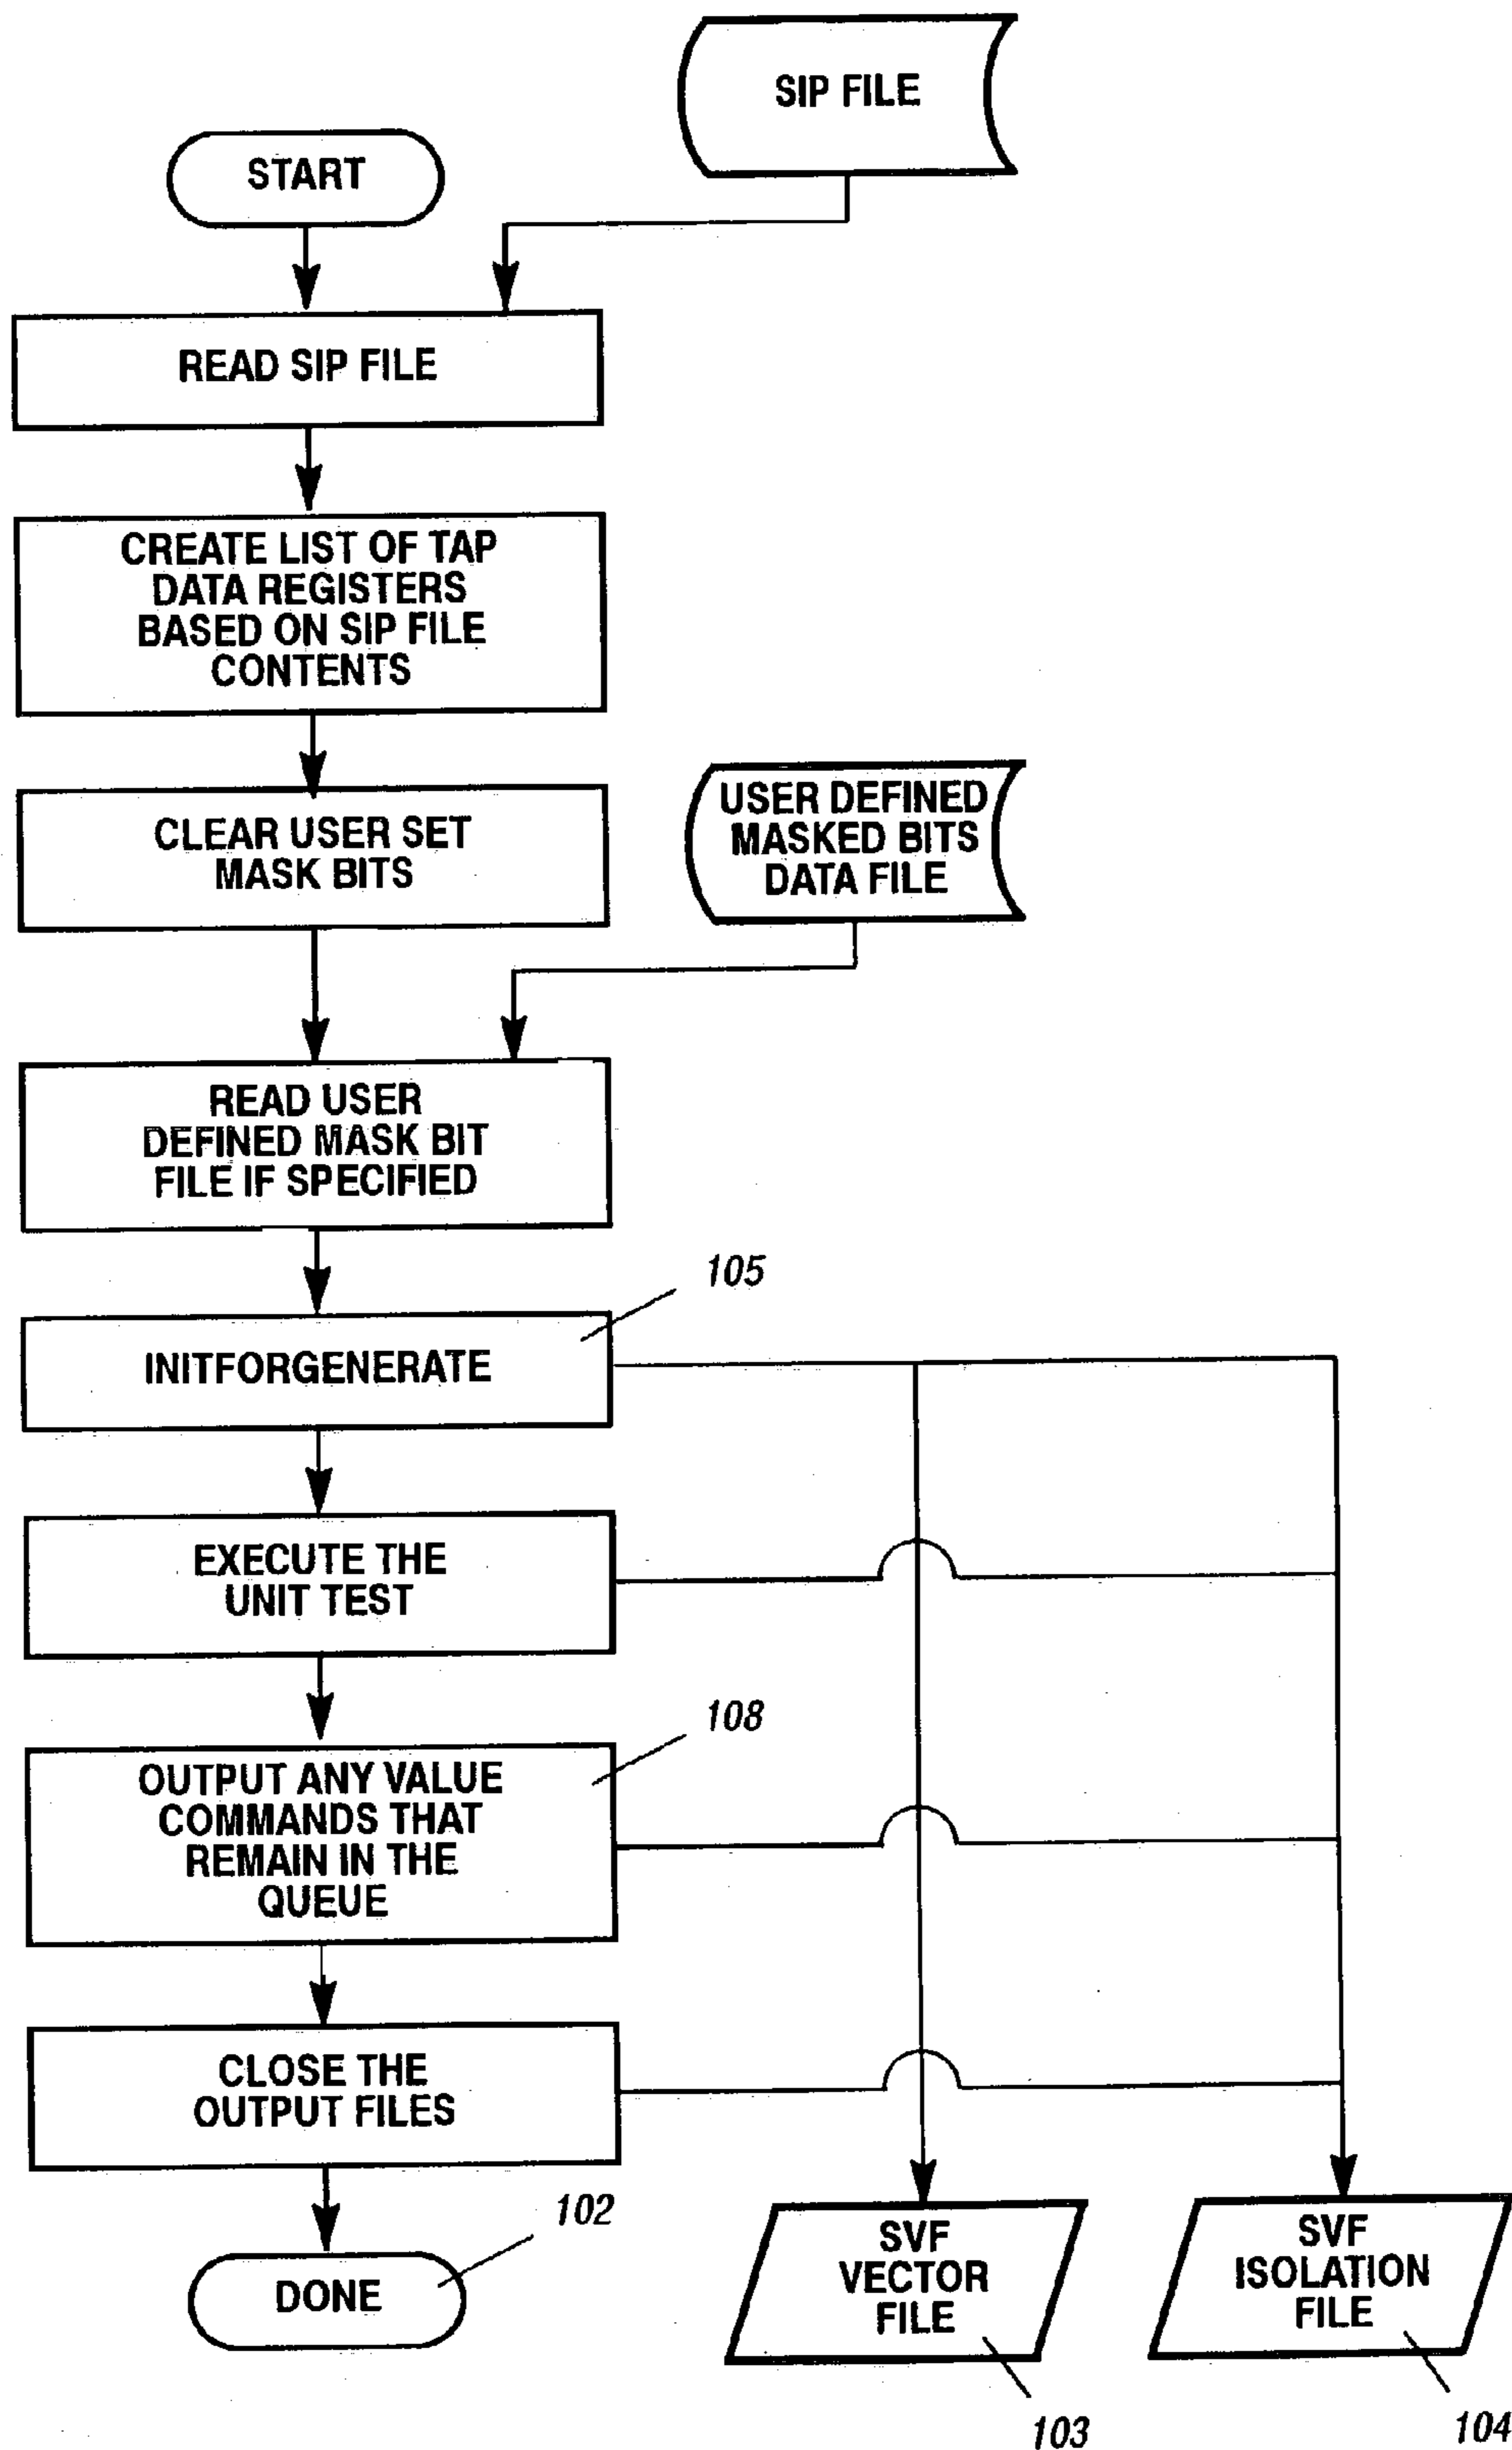 SIP FILE
START
READ SIP FILE
CREATE LIST OF TAP
DATA REGISTERS
BASED ON SIP FILE
CONTENTS
CLEAR USER SET
MASK BITS
USER DEFINED
MASKED BITS
DATA FILE
READ USER
DEFINED MASK BIT
FILE IF SPECIFIED
105
INITFORGENERATE
EXECUTE THE
UNIT TEST
108
OUTPUT ANY VALUE
COMMANDS THAT
REMAIN IN THE
QUEUE
CLOSE THE
OUTPUT FILES
102
DONE
SVF
VECTOR
FILE
103
SVF
ISOLATION
FILE
104